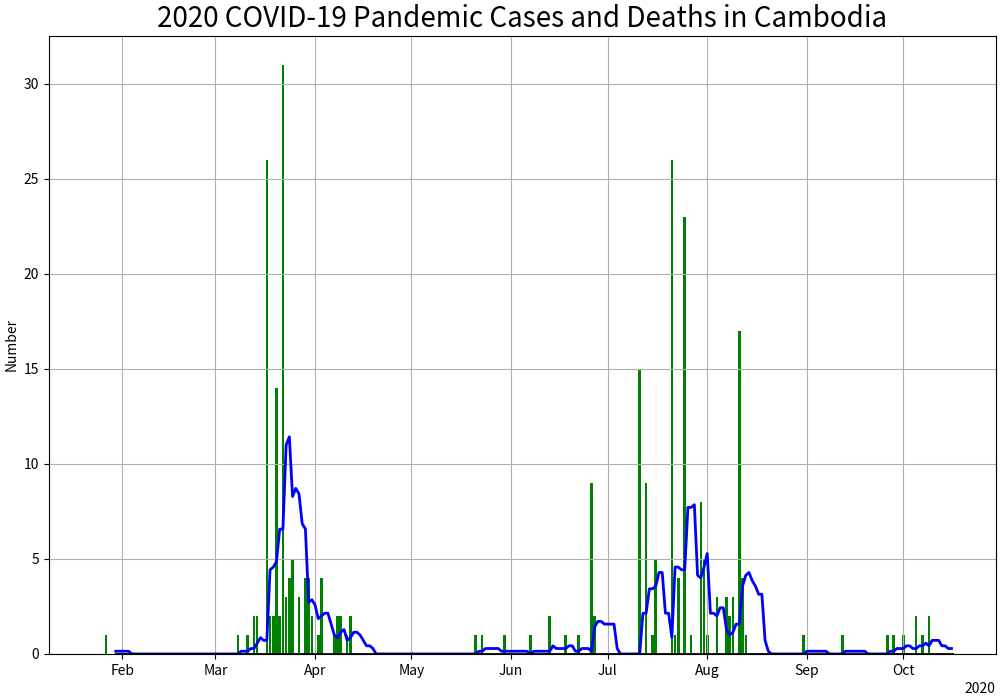 2020 COVID-19 Pandemic Cases and Deaths in Cambodia
Number
30
25
20
15
10
5
0
Feb Mar Apr May Jun Jul Aug Sep Oct
2020